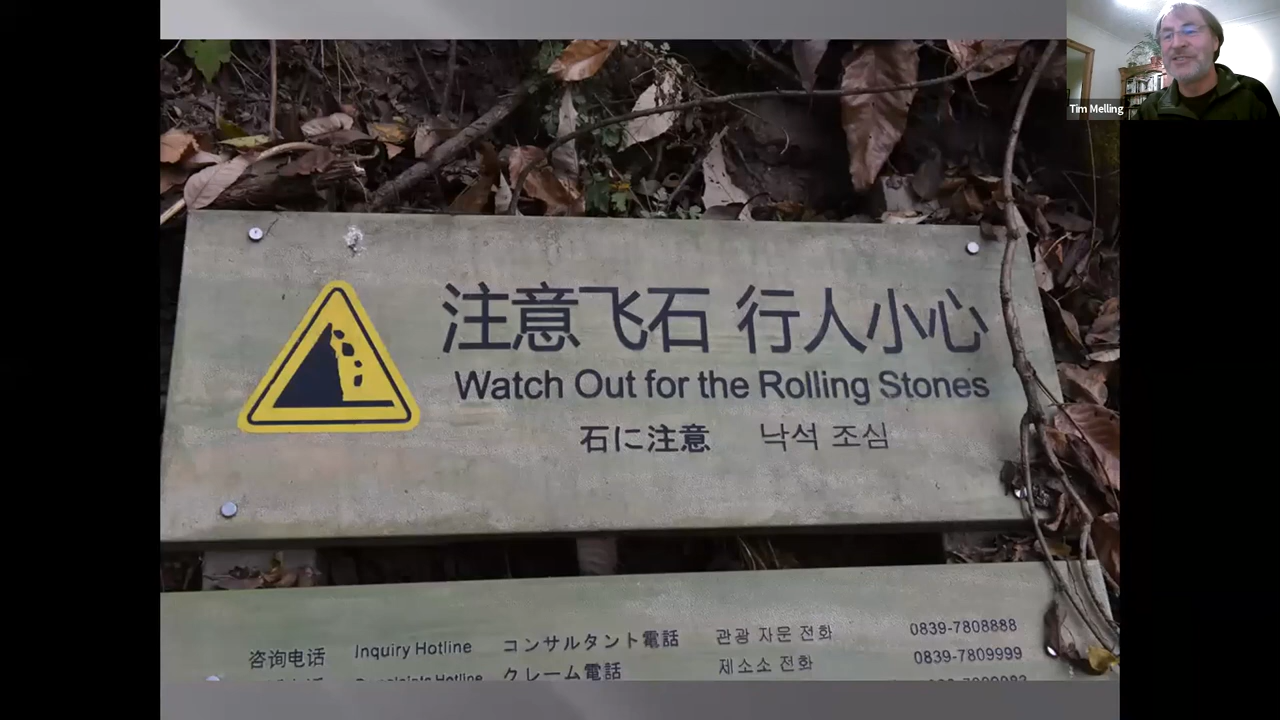 Tim Melling
注意飞石 行人小心
Watch Out for the Rolling Stones
石に注意 낙석 조심
咨询电话 Inquiry Hotline コンサルタント電話 관광 자문 전화 0839-7808888
Hotline クレーム電話 제소소 전화 0839-7809999